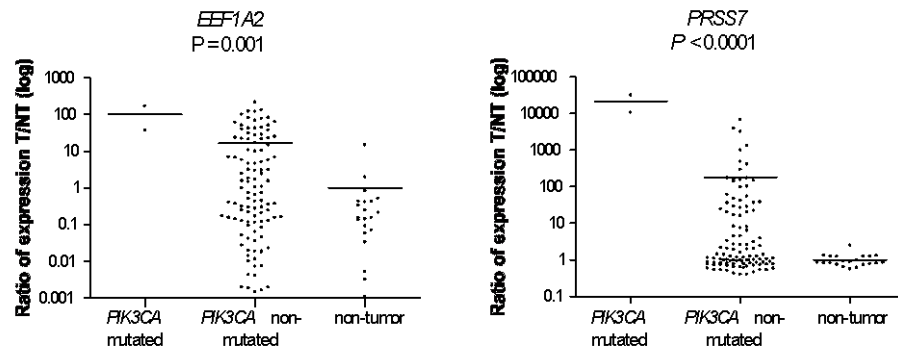 EEF1A2
P = 0.001
Ratio of expression T/NT (log)
1000
100
10
1
0.1
0.01
0.001
PIK3CA mutated
PIK3CA non-mutated
non-tumor
PRSS7
P < 0.0001
Ratio of expression T/NT (log)
100000
10000
1000
100
10
1
0.1
PIK3CA mutated
PIK3CA non-mutated
non-tumor